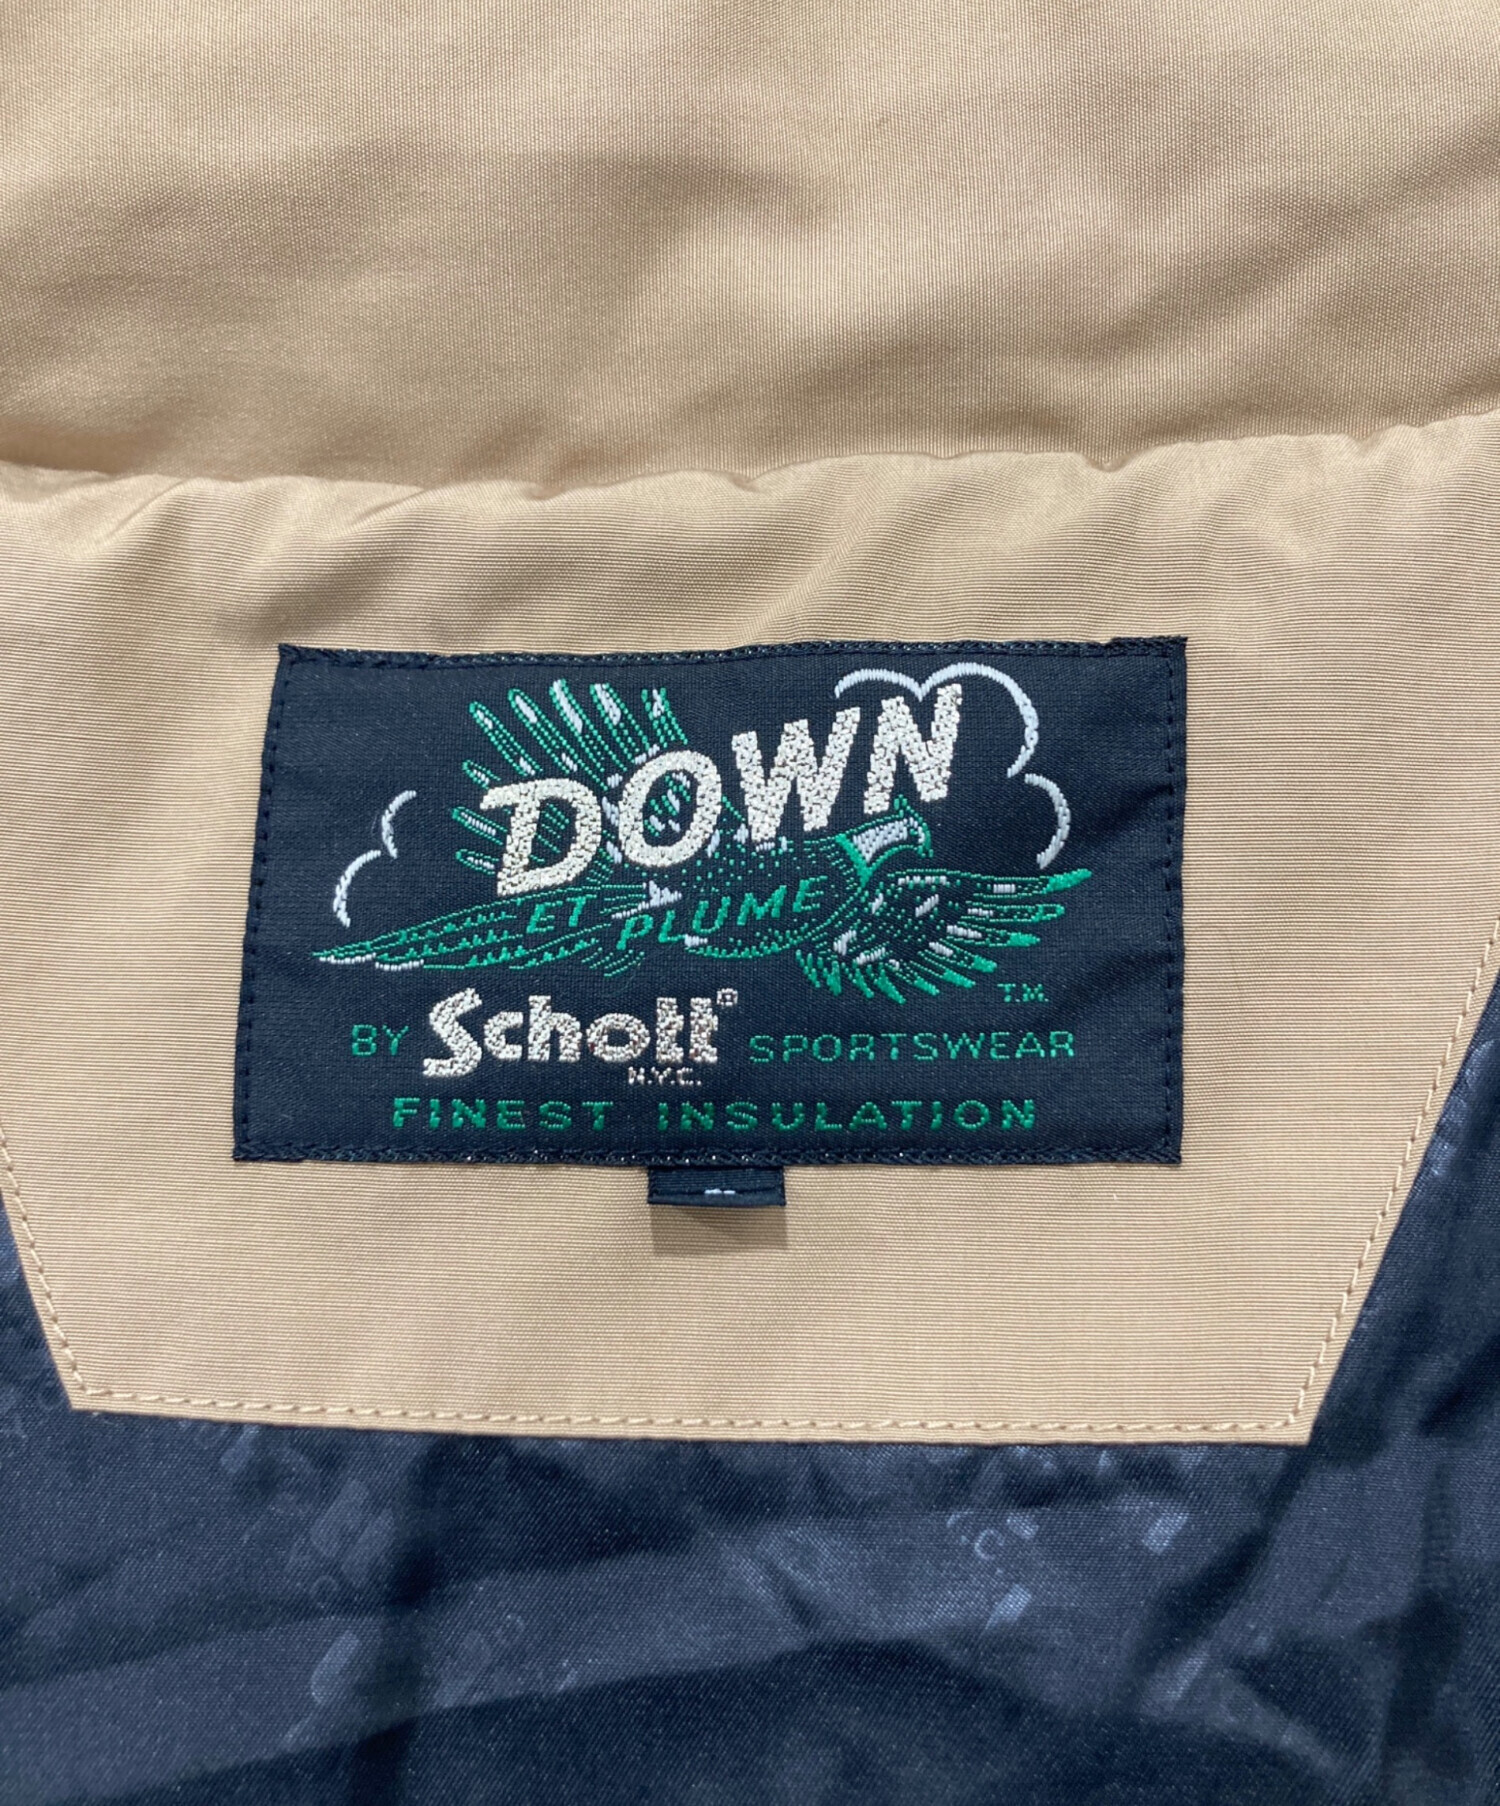 DOWN
ET PLUME
T.M.
BY Schott® SPORTSWEAR
N.Y.C.
FINEST INSULATION